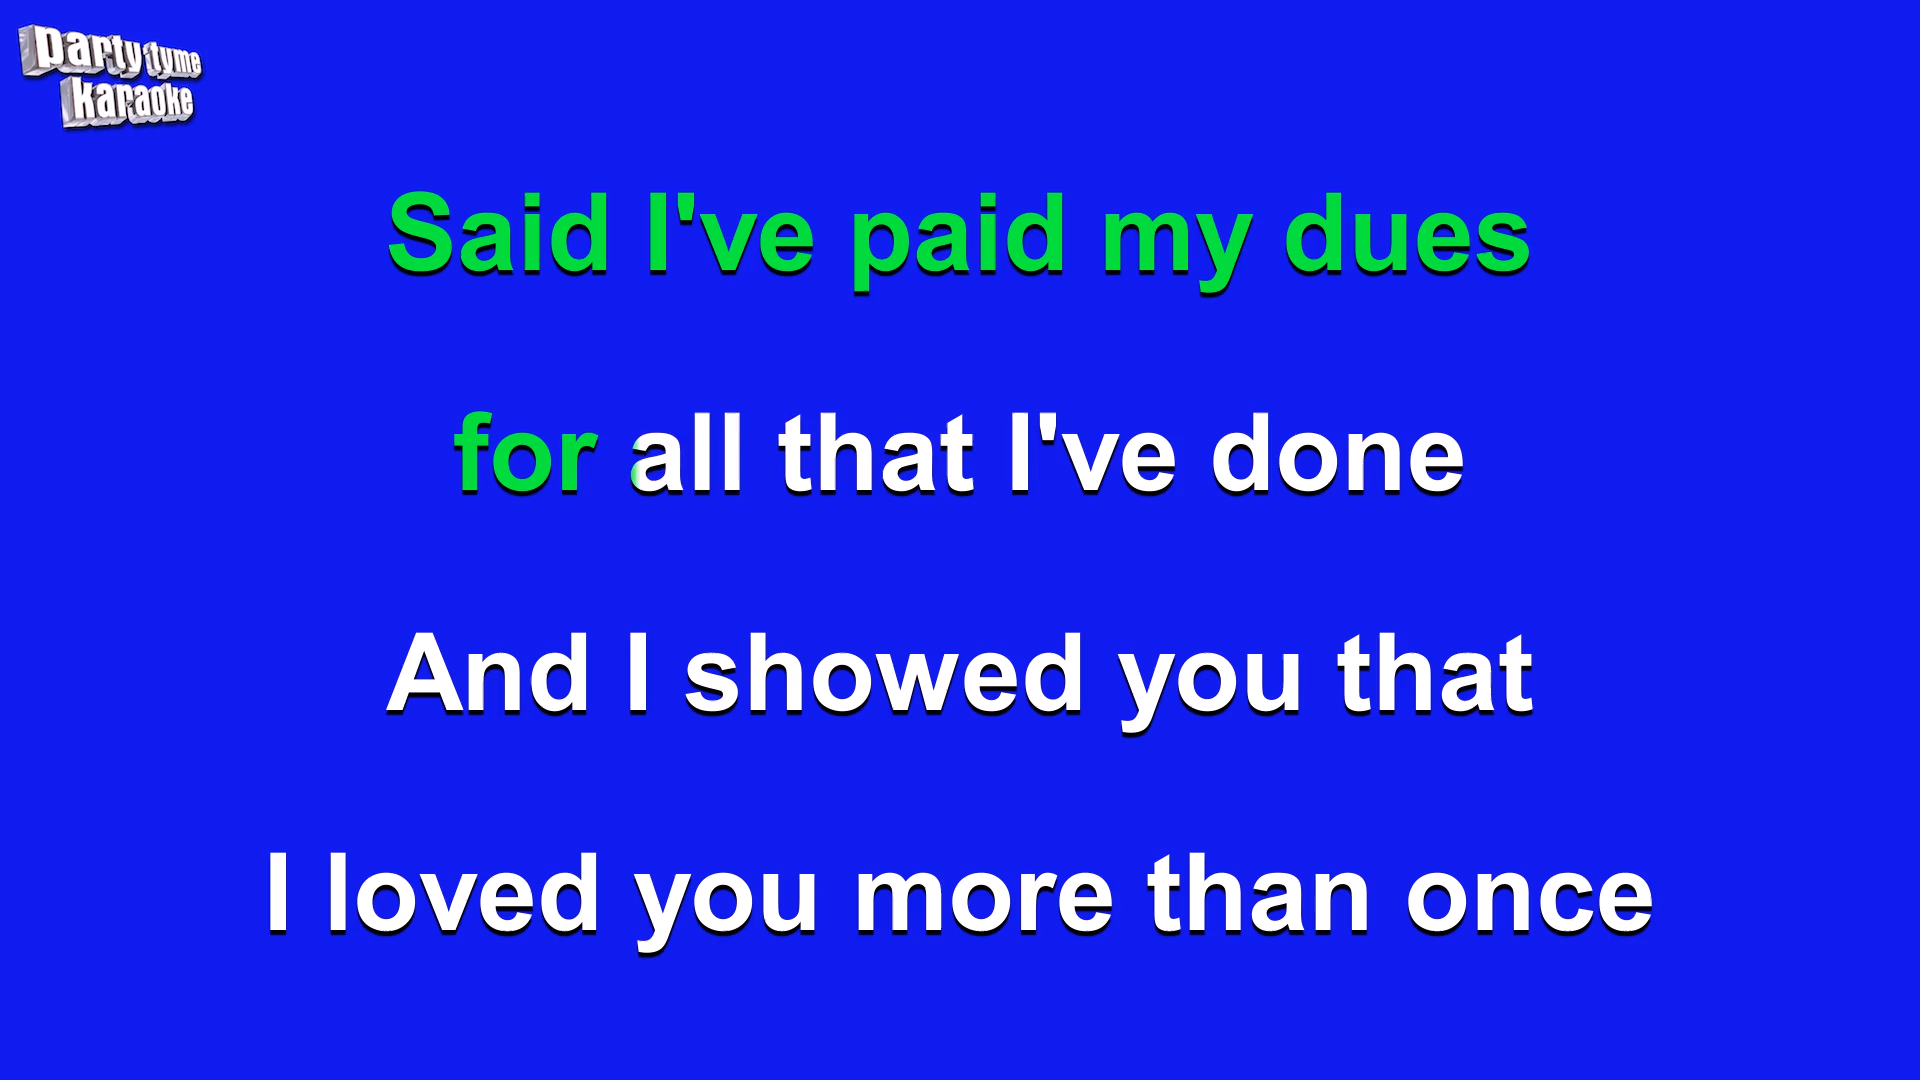 party tyme
karaoke
Said I've paid my dues
for all that I've done
And I showed you that
I loved you more than once